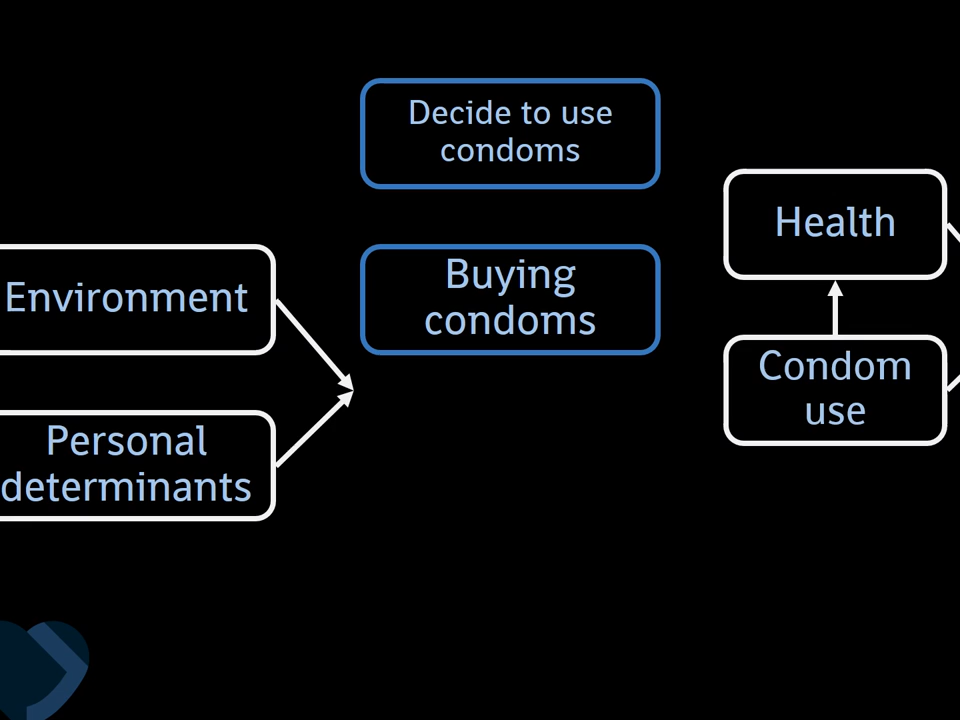 Decide to use
condoms
Health
Environment
Buying
condoms
Condom
use
Personal
determinants